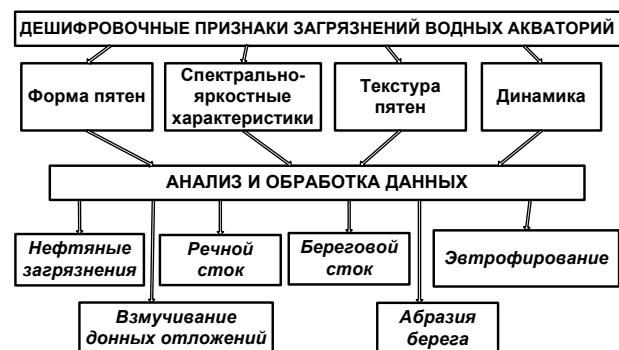 ДЕШИФРОВОЧНЫЕ ПРИЗНАКИ ЗАГРЯЗНЕНИЙ ВОДНЫХ АКВАТОРИЙ
Форма пятен
Спектрально-
яркостные
характеристики
Текстура
пятен
Динамика
АНАЛИЗ И ОБРАБОТКА ДАННЫХ
Нефтяные
загрязнения
Речной
сток
Береговой
сток
Эвтрофирование
Взмучивание
донных отложений
Абразия
берега